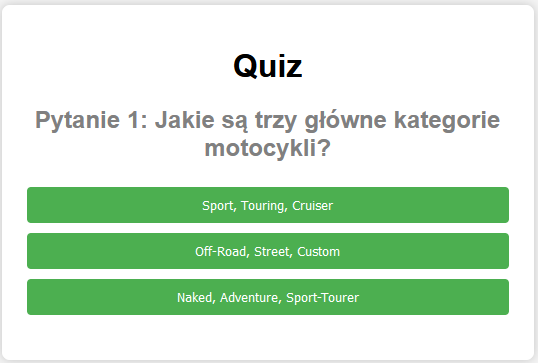 Quiz
Pytanie 1: Jakie są trzy główne kategorie
motocykli?
Sport, Touring, Cruiser
Off-Road, Street, Custom
Naked, Adventure, Sport-Tourer